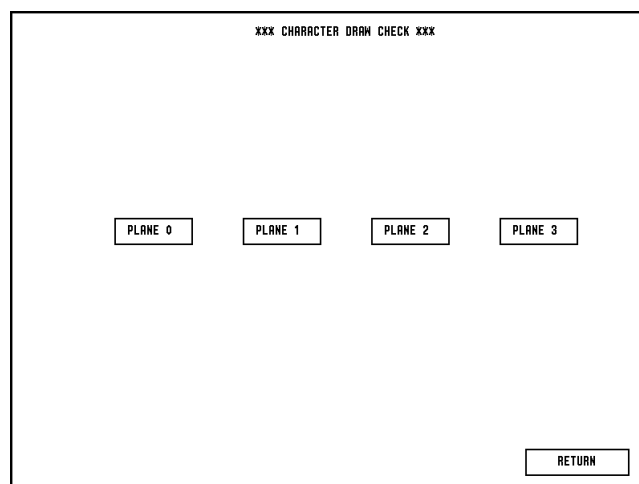 *** CHARACTER DRAW CHECK ***
PLANE 0 PLANE 1 PLANE 2 PLANE 3
RETURN